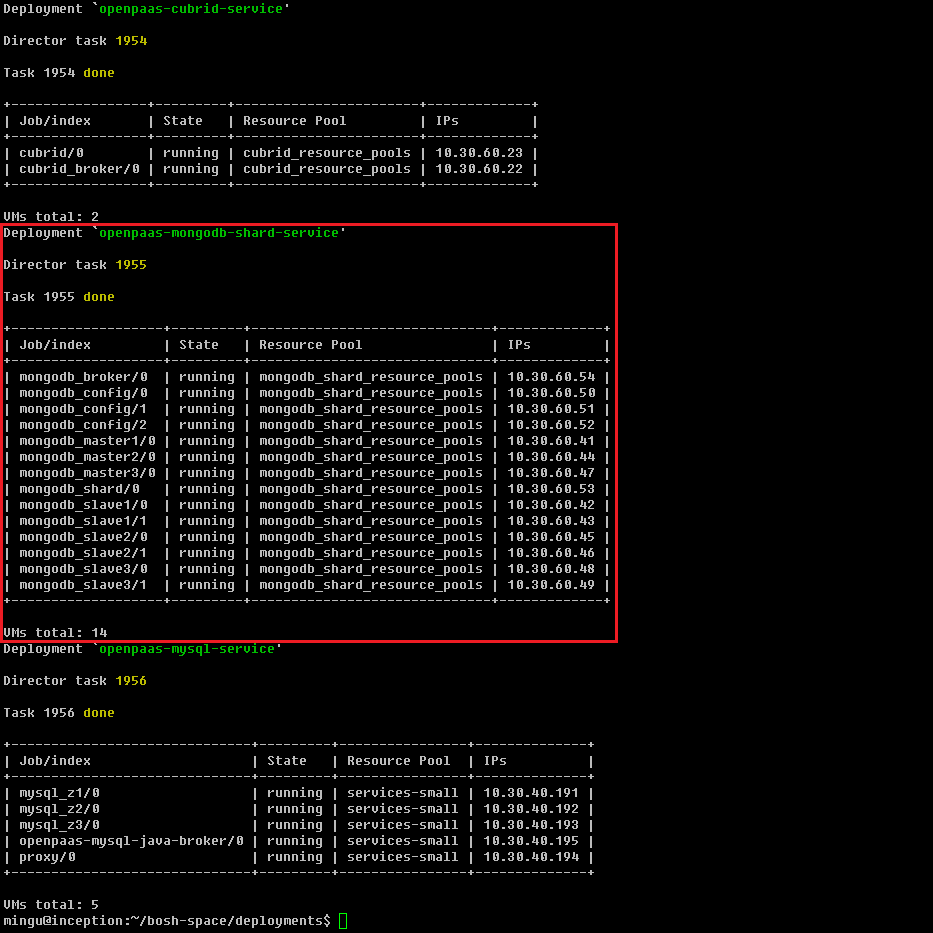 Deployment `openpaas-cubrid-service'
Director task 1954
Task 1954 done
+-----------------+---------+-----------------------+-------------+
| Job/index       | State   | Resource Pool         | IPs         |
+-----------------+---------+-----------------------+-------------+
| cubrid/0        | running | cubrid_resource_pools | 10.30.60.23 |
| cubrid_broker/0 | running | cubrid_resource_pools | 10.30.60.22 |
+-----------------+---------+-----------------------+-------------+
VMs total: 2
Deployment `openpaas-mongodb-shard-service'
Director task 1955
Task 1955 done
+-------------------+---------+------------------------------+-------------+
| Job/index         | State   | Resource Pool                | IPs         |
+-------------------+---------+------------------------------+-------------+
| mongodb_broker/0  | running | mongodb_shard_resource_pools | 10.30.60.54 |
| mongodb_config/0  | running | mongodb_shard_resource_pools | 10.30.60.50 |
| mongodb_config/1  | running | mongodb_shard_resource_pools | 10.30.60.51 |
| mongodb_config/2  | running | mongodb_shard_resource_pools | 10.30.60.52 |
| mongodb_master1/0 | running | mongodb_shard_resource_pools | 10.30.60.41 |
| mongodb_master2/0 | running | mongodb_shard_resource_pools | 10.30.60.44 |
| mongodb_master3/0 | running | mongodb_shard_resource_pools | 10.30.60.47 |
| mongodb_shard/0   | running | mongodb_shard_resource_pools | 10.30.60.53 |
| mongodb_slave1/0  | running | mongodb_shard_resource_pools | 10.30.60.42 |
| mongodb_slave1/1  | running | mongodb_shard_resource_pools | 10.30.60.43 |
| mongodb_slave2/0  | running | mongodb_shard_resource_pools | 10.30.60.45 |
| mongodb_slave2/1  | running | mongodb_shard_resource_pools | 10.30.60.46 |
| mongodb_slave3/0  | running | mongodb_shard_resource_pools | 10.30.60.48 |
| mongodb_slave3/1  | running | mongodb_shard_resource_pools | 10.30.60.49 |
+-------------------+---------+------------------------------+-------------+
VMs total: 14
Deployment `openpaas-mysql-service'
Director task 1956
Task 1956 done
+------------------------------+---------+----------------+--------------+
| Job/index                    | State   | Resource Pool  | IPs          |
+------------------------------+---------+----------------+--------------+
| mysql_z1/0                   | running | services-small | 10.30.40.191 |
| mysql_z2/0                   | running | services-small | 10.30.40.192 |
| mysql_z3/0                   | running | services-small | 10.30.40.193 |
| openpaas-mysql-java-broker/0 | running | services-small | 10.30.40.195 |
| proxy/0                      | running | services-small | 10.30.40.194 |
+------------------------------+---------+----------------+--------------+
VMs total: 5
mingu@inception:~/bosh-space/deployments$